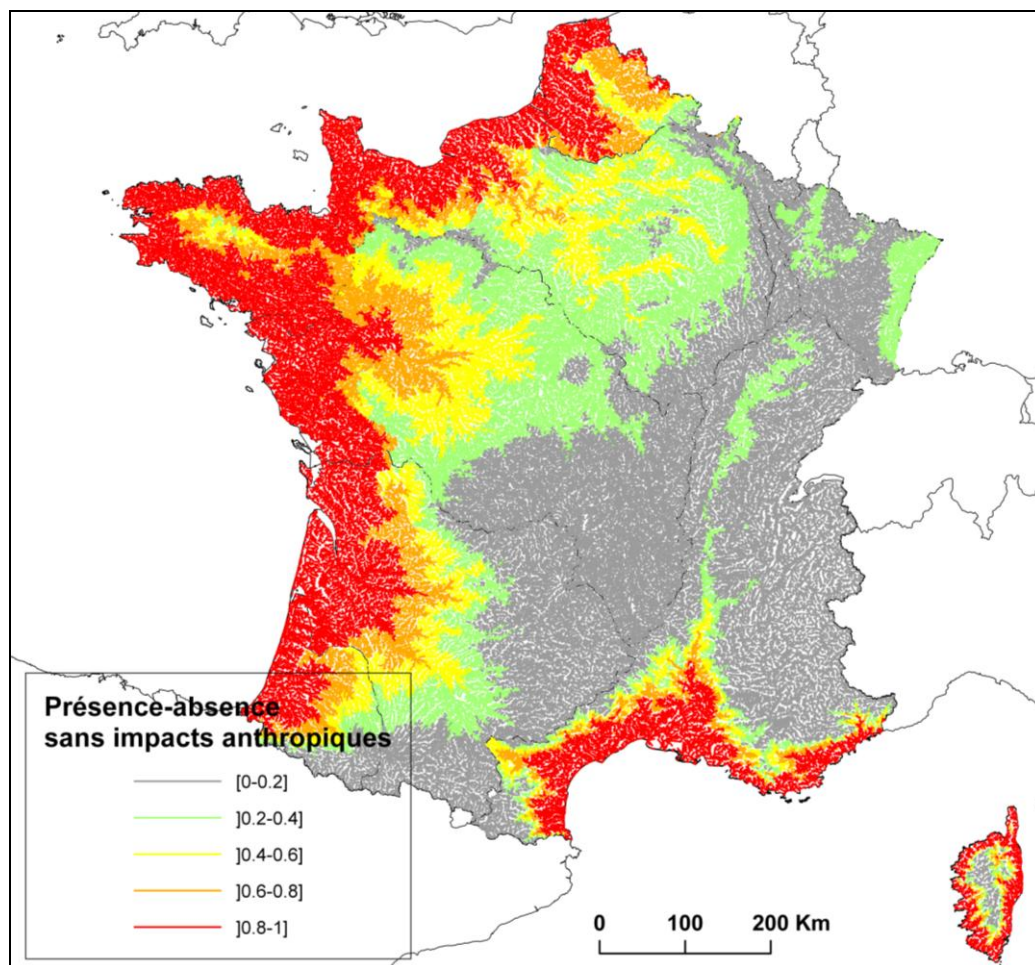 Présence-absence
sans impacts anthropiques
[0-0.2]
]0.2-0.4]
]0.4-0.6]
]0.6-0.8]
]0.8-1]
0 100 200 Km